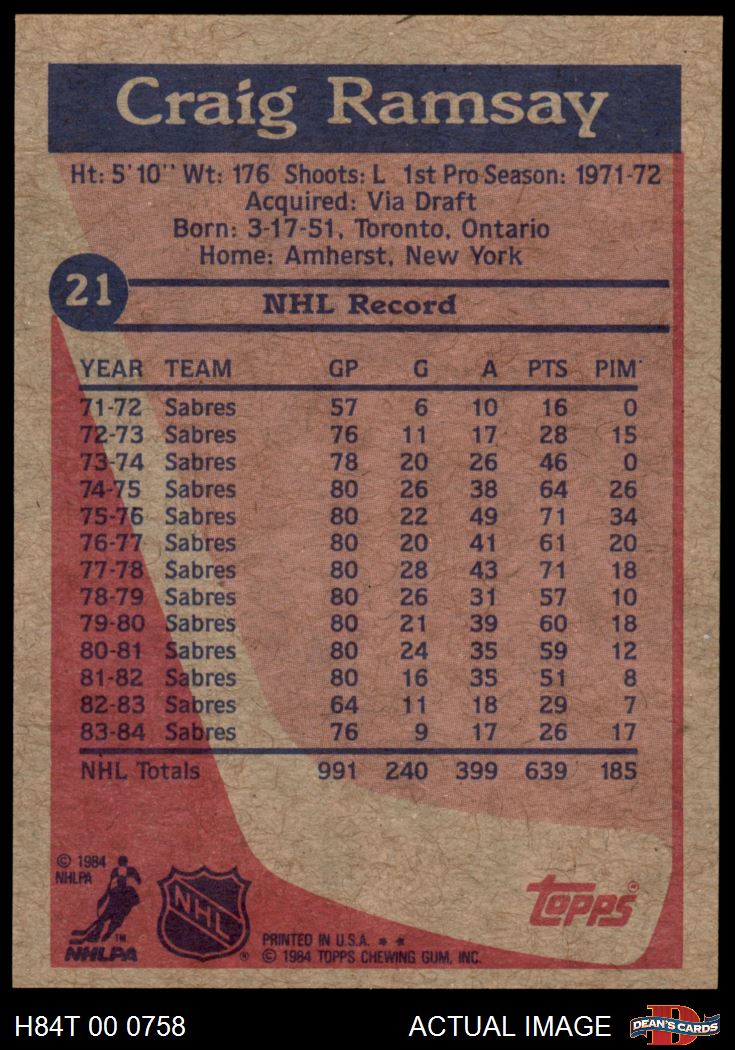 Craig Ramsay
Ht: 5'10'' Wt: 176 Shoots: L 1st Pro Season: 1971-72
Acquired: Via Draft
Born: 3-17-51, Toronto, Ontario
Home: Amherst, New York
21
NHL Record
YEAR TEAM GP G A PTS PIM
71-72 Sabres 57 6 10 16 0
72-73 Sabres 76 11 17 28 15
73-74 Sabres 78 20 26 46 0
74-75 Sabres 80 26 38 64 26
75-76 Sabres 80 22 49 71 34
76-77 Sabres 80 20 41 61 20
77-78 Sabres 80 28 43 71 18
78-79 Sabres 80 26 31 57 10
79-80 Sabres 80 21 39 60 18
80-81 Sabres 80 24 35 59 12
81-82 Sabres 80 16 35 51 8
82-83 Sabres 64 11 18 29 7
83-84 Sabres 76 9 17 26 17
NHL Totals 991 240 399 639 185
© 1984
NHLPA
TM
NHLPA
NHL
®
PRINTED IN U.S.A. * *
© 1984 TOPPS CHEWING GUM, INC.
Topps®
H84T 00 0758
ACTUAL IMAGE
D
DEAN'S CARDS